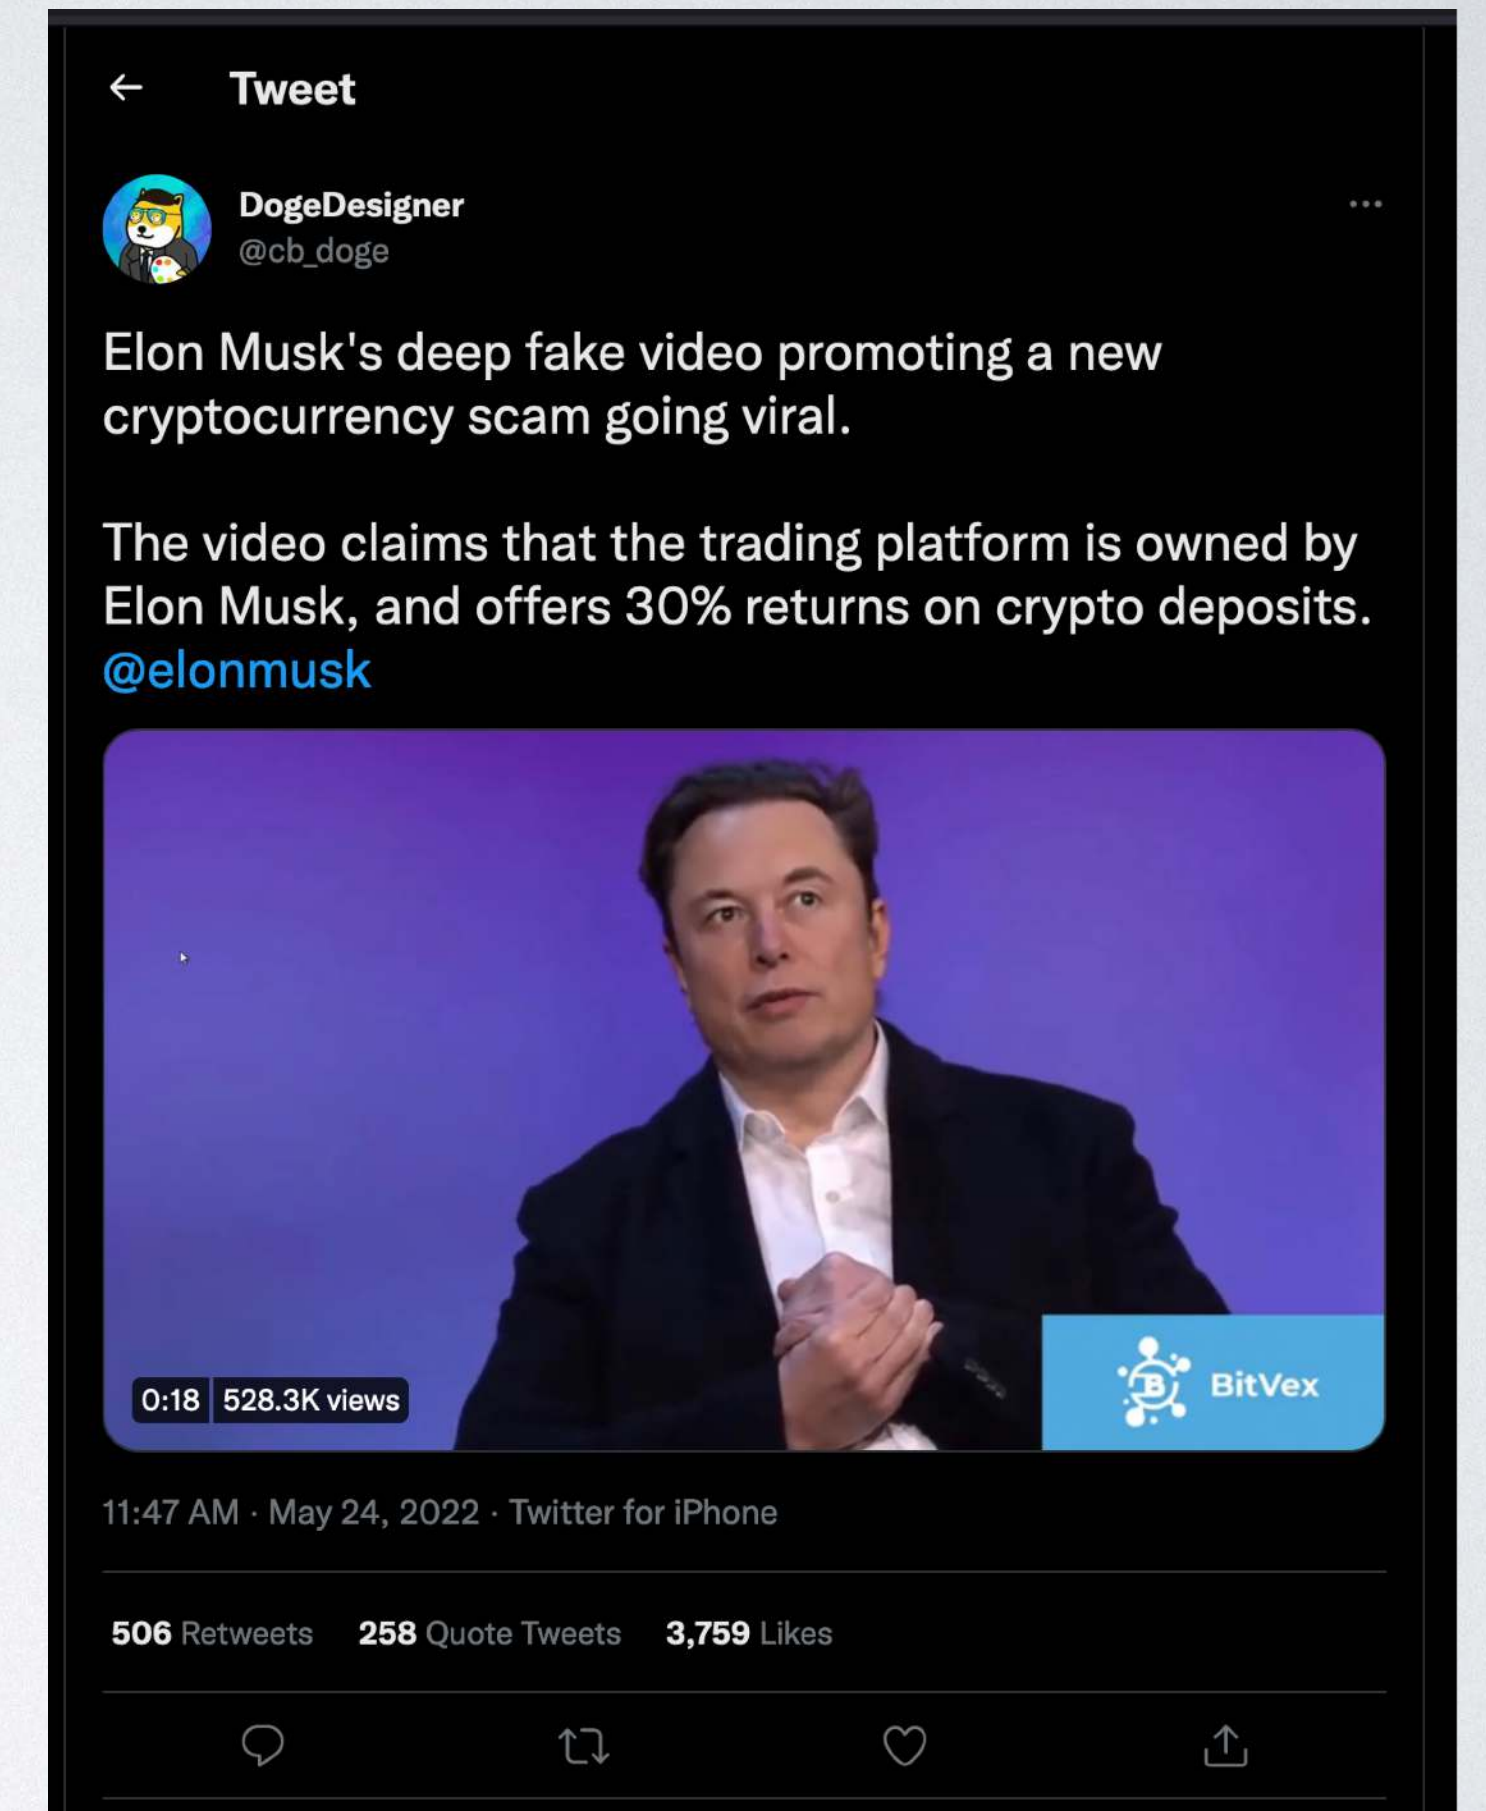 Tweet
DogeDesigner
@cb_doge
Elon Musk's deep fake video promoting a new
cryptocurrency scam going viral.
The video claims that the trading platform is owned by
Elon Musk, and offers 30% returns on crypto deposits.
@elonmusk
B BitVex
0:18 528.3K views
11:47 AM · May 24, 2022 · Twitter for iPhone
506 Retweets 258 Quote Tweets 3,759 Likes